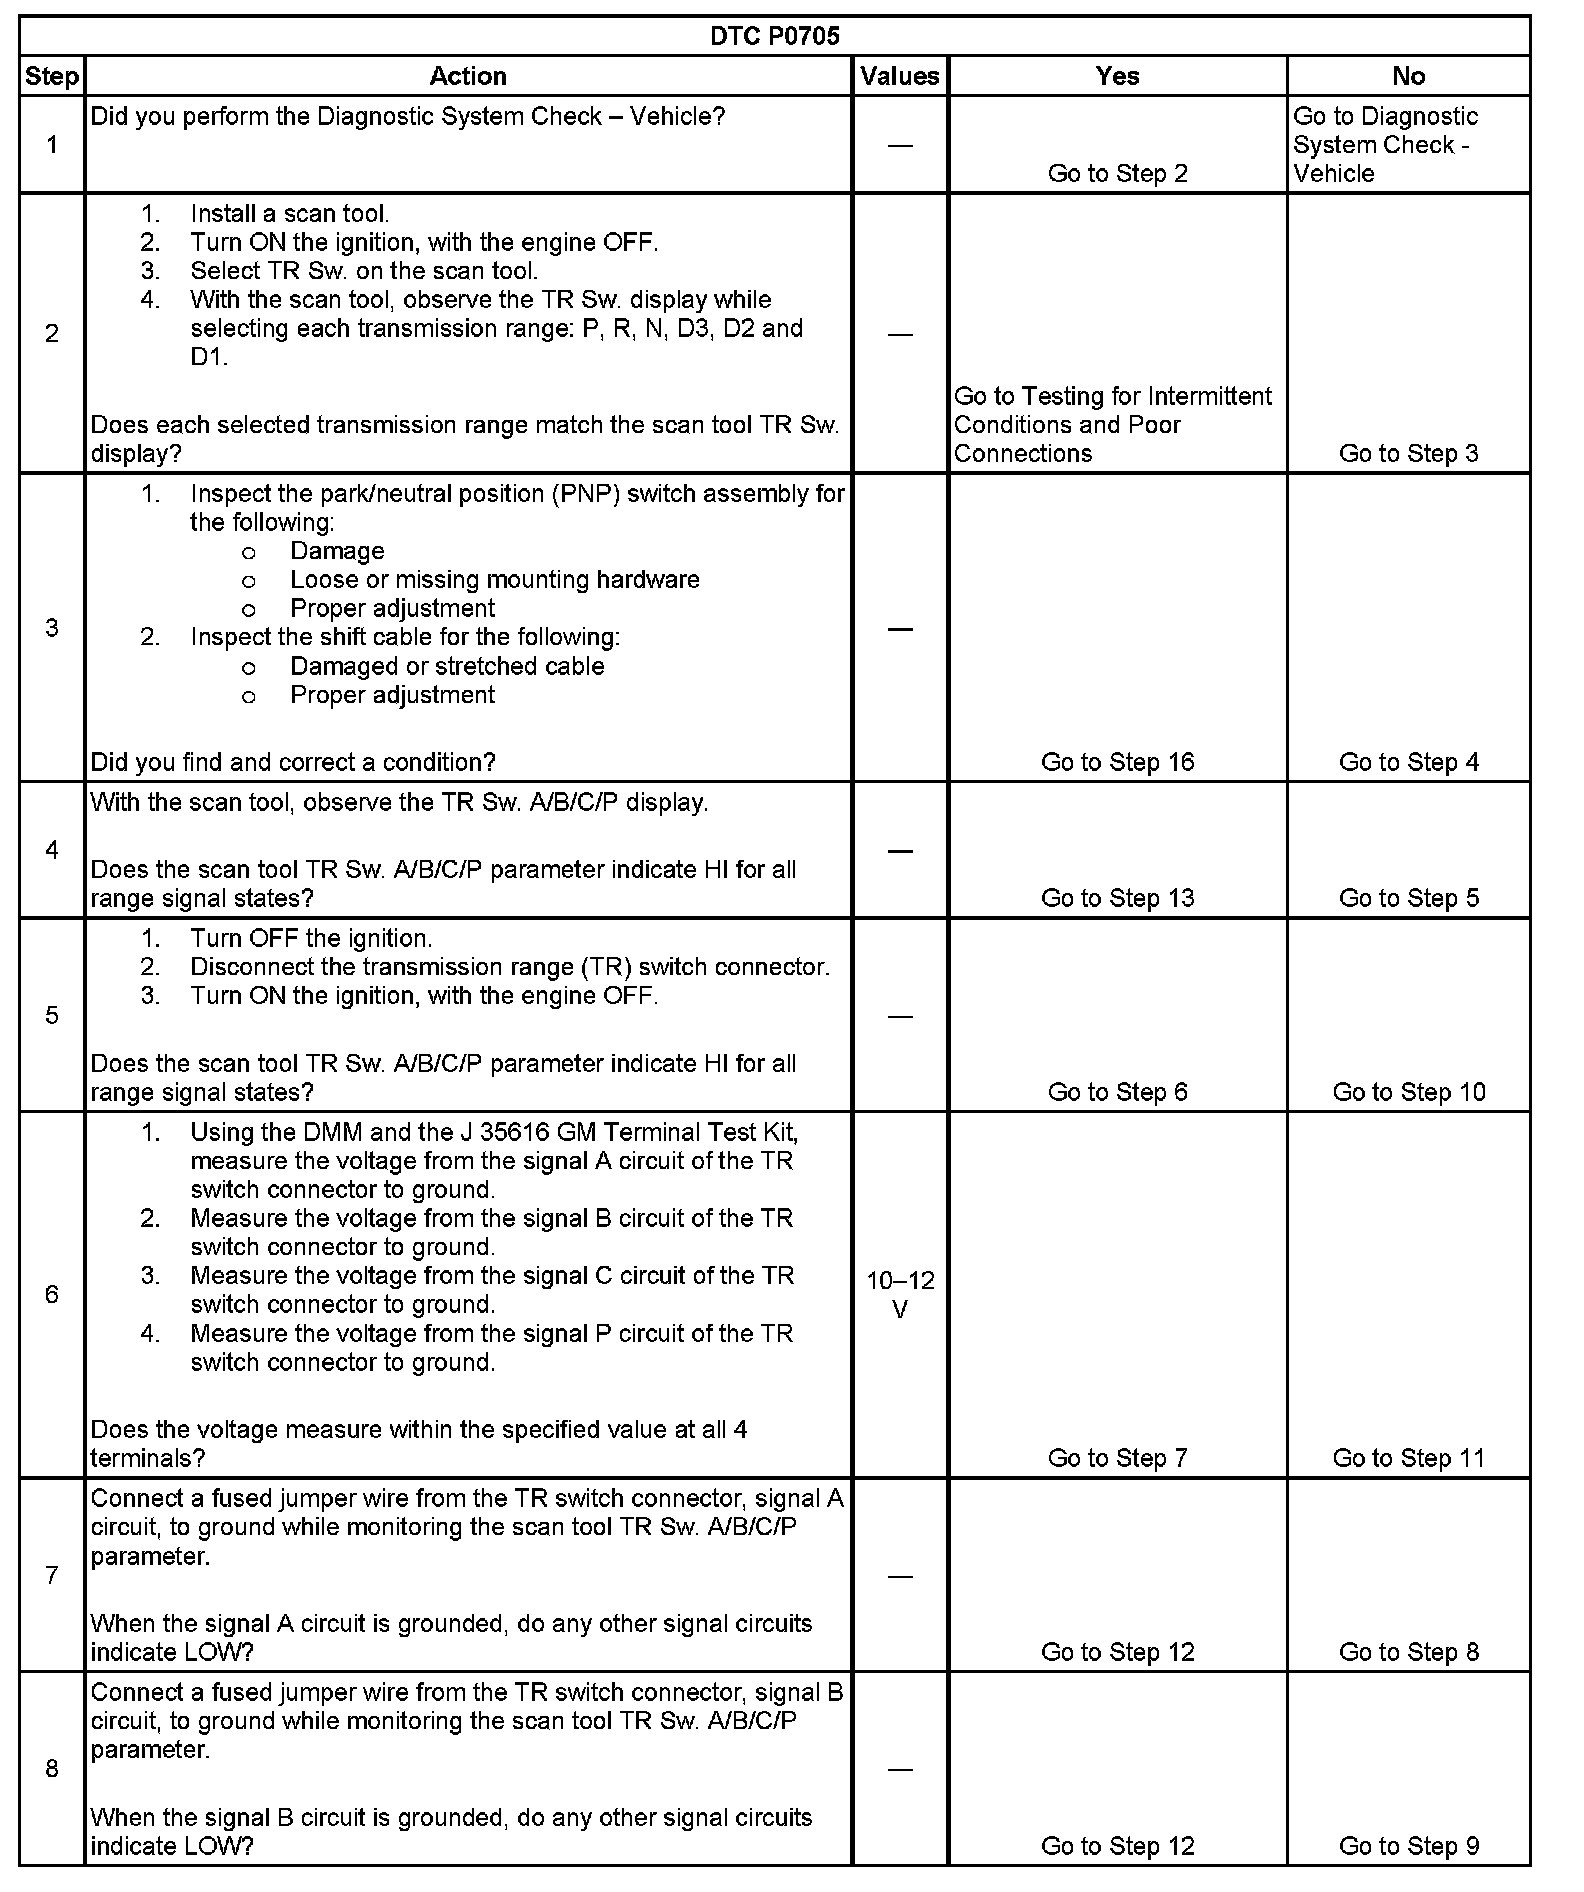 DTC P0705
Step Action Values Yes No
1
Did you perform the Diagnostic System Check – Vehicle?
—
Go to Step 2
Go to Diagnostic
System Check -
Vehicle
2
1. Install a scan tool.
2. Turn ON the ignition, with the engine OFF.
3. Select TR Sw. on the scan tool.
4. With the scan tool, observe the TR Sw. display while
selecting each transmission range: P, R, N, D3, D2 and
D1.
Does each selected transmission range match the scan tool TR Sw.
display?
—
Go to Testing for Intermittent
Conditions and Poor
Connections
Go to Step 3
3
1. Inspect the park/neutral position (PNP) switch assembly for
the following:
o Damage
o Loose or missing mounting hardware
o Proper adjustment
2. Inspect the shift cable for the following:
o Damaged or stretched cable
o Proper adjustment
Did you find and correct a condition?
—
Go to Step 16
Go to Step 4
4
With the scan tool, observe the TR Sw. A/B/C/P display.
Does the scan tool TR Sw. A/B/C/P parameter indicate HI for all
range signal states?
—
Go to Step 13
Go to Step 5
5
1. Turn OFF the ignition.
2. Disconnect the transmission range (TR) switch connector.
3. Turn ON the ignition, with the engine OFF.
Does the scan tool TR Sw. A/B/C/P parameter indicate HI for all
range signal states?
—
Go to Step 6
Go to Step 10
6
1. Using the DMM and the J 35616 GM Terminal Test Kit,
measure the voltage from the signal A circuit of the TR
switch connector to ground.
2. Measure the voltage from the signal B circuit of the TR
switch connector to ground.
3. Measure the voltage from the signal C circuit of the TR
switch connector to ground.
4. Measure the voltage from the signal P circuit of the TR
switch connector to ground.
Does the voltage measure within the specified value at all 4
terminals?
10–12
V
Go to Step 7
Go to Step 11
7
Connect a fused jumper wire from the TR switch connector, signal A
circuit, to ground while monitoring the scan tool TR Sw. A/B/C/P
parameter.
When the signal A circuit is grounded, do any other signal circuits
indicate LOW?
—
Go to Step 12
Go to Step 8
8
Connect a fused jumper wire from the TR switch connector, signal B
circuit, to ground while monitoring the scan tool TR Sw. A/B/C/P
parameter.
When the signal B circuit is grounded, do any other signal circuits
indicate LOW?
—
Go to Step 12
Go to Step 9